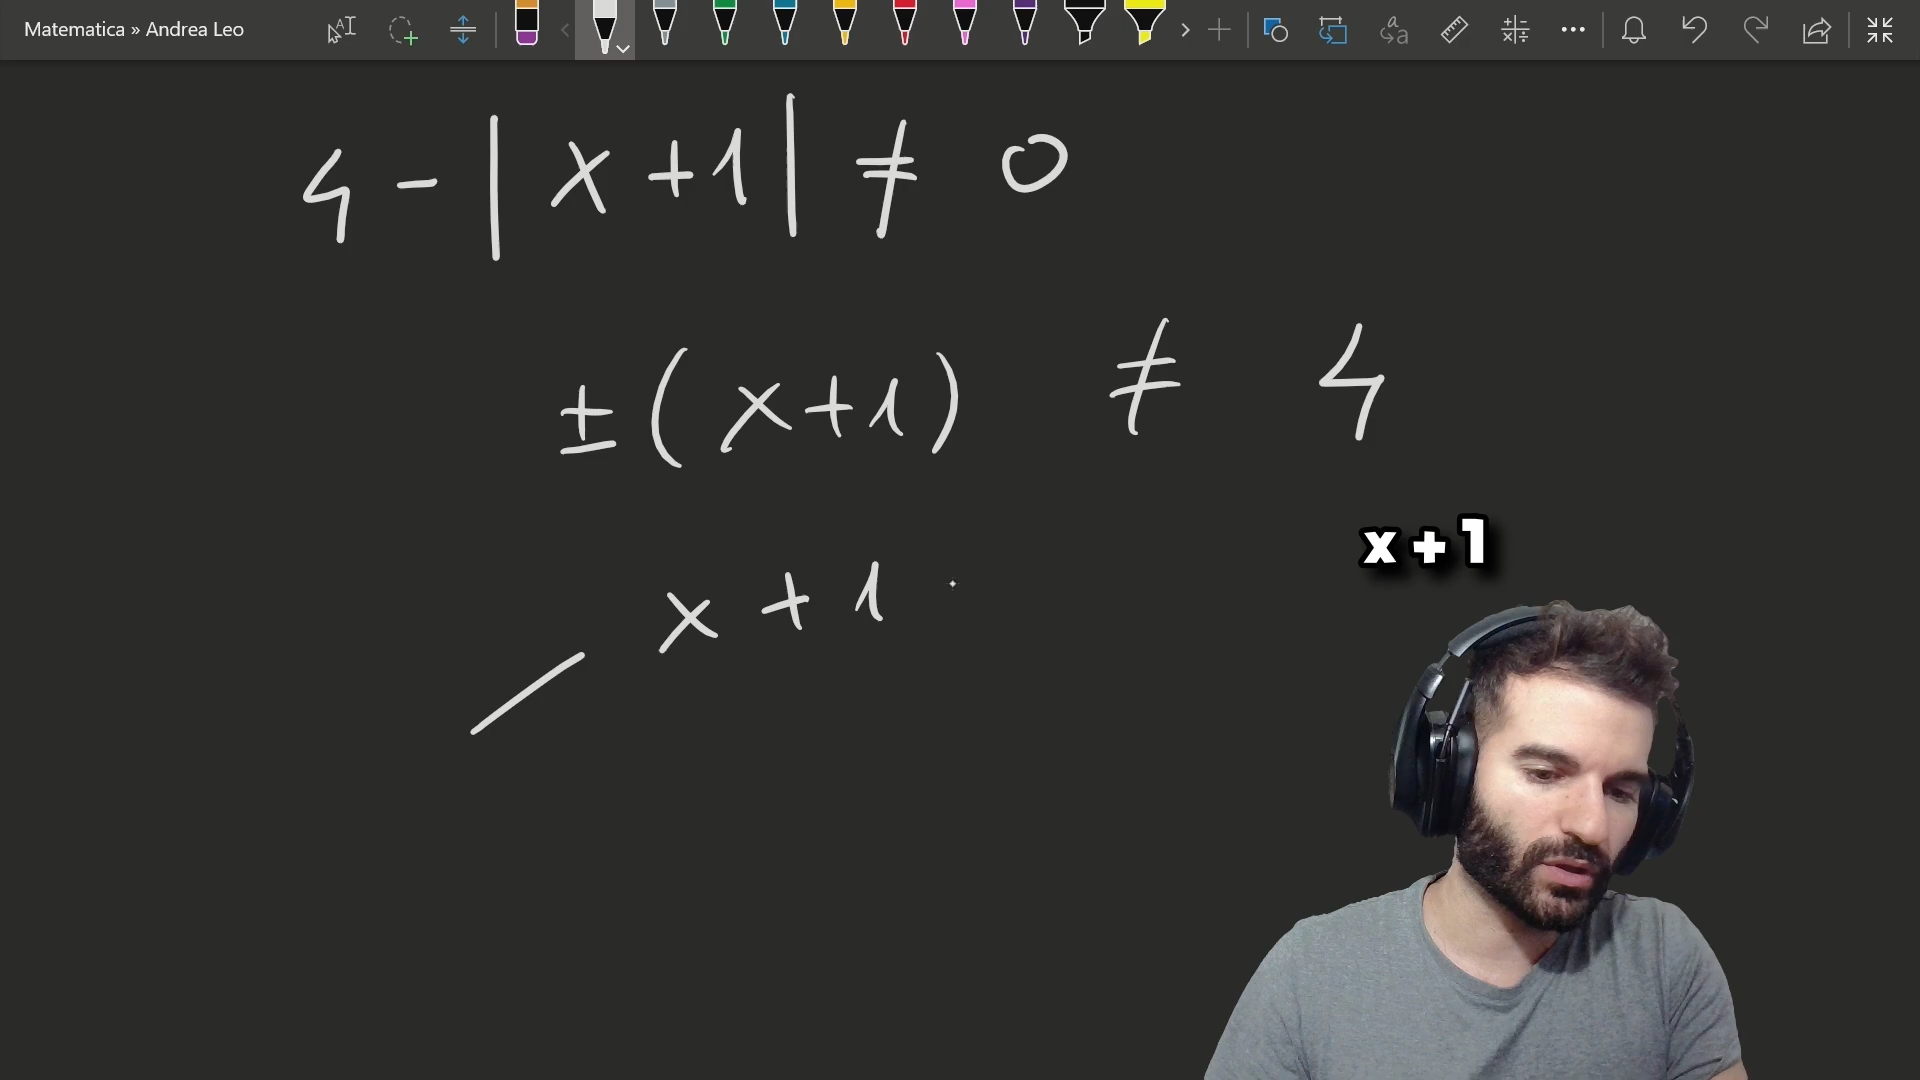 Matematica » Andrea Leo
4 - | x + 1 | ≠ 0
± ( x + 1 ) ≠ 4
x + 1
x + 1